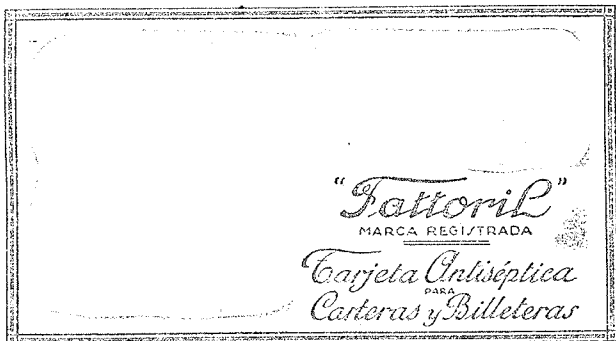 "Fattoril"
MARCA REGISTRADA
Tarjeta Antiséptica
PARA
Carteras y Billeteras